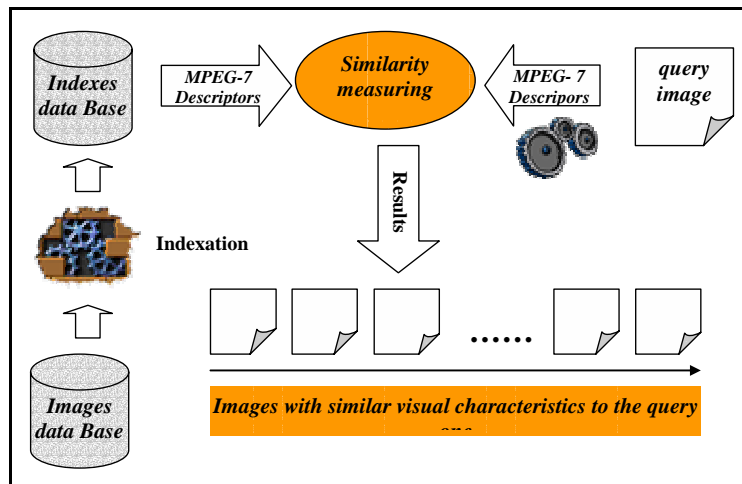 Indexes
data Base
MPEG-7
Descriptors
Similarity
measuring
MPEG- 7
Descripors
query
image
Results
Indexation
......
Images
data Base
Images with similar visual characteristics to the query
one